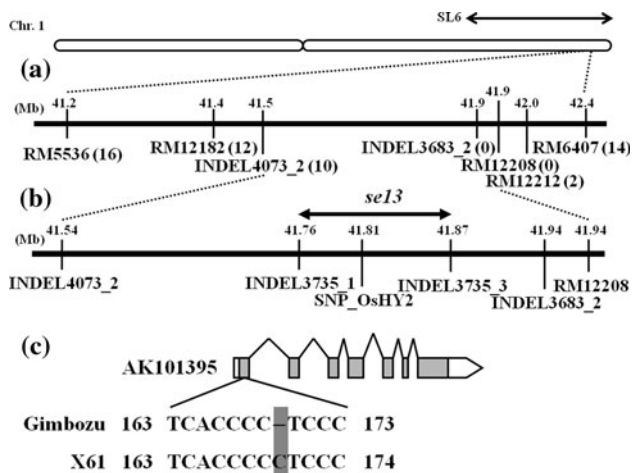 SL6
Chr. 1
(a)
41.2 41.4 41.5 41.9 41.9 42.0 42.4
(Mb)
RM5536 (16) RM12182 (12) INDEL4073_2 (10) INDEL3683_2 (0) RM12208 (0) RM12212 (2) RM6407 (14)
(b)
se13
(Mb)
41.54 41.76 41.81 41.87 41.94 41.94
INDEL4073_2 INDEL3735_1 SNP_OsHY2 INDEL3735_3 INDEL3683_2 RM12208
(c)
AK101395
Gimbozu 163 TCACCCC–TCCC 173
X61 163 TCACCCCCTCCC 174